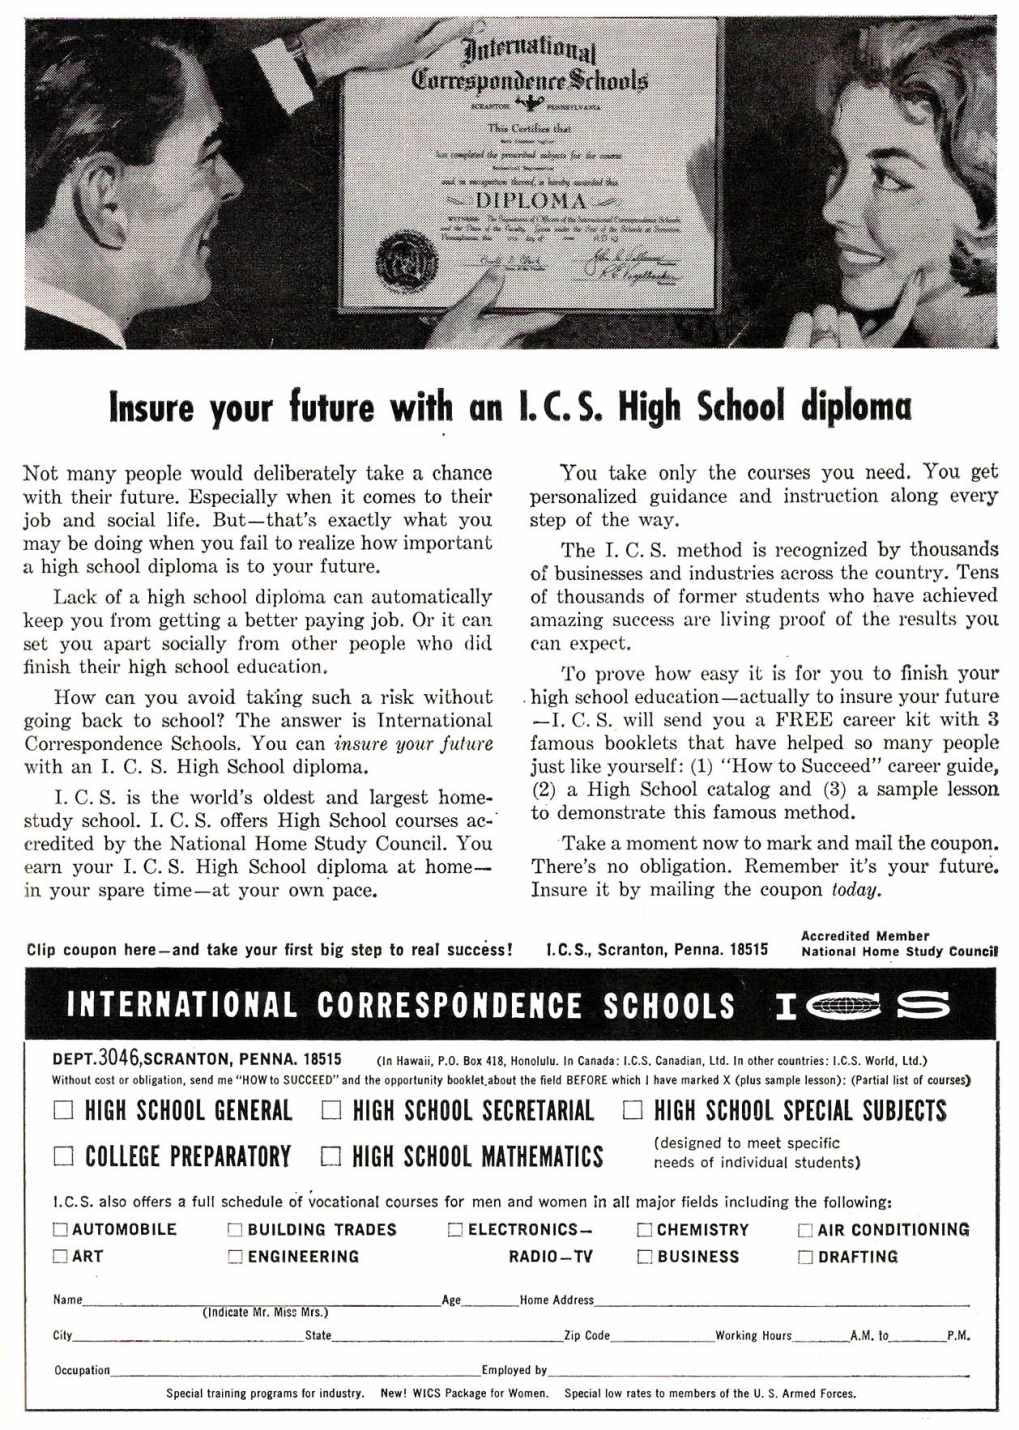 International
Correspondence Schools
SCRANTON, PENNSYLVANIA
This Certifies that
has completed the prescribed subjects for the course
and in recognition thereof, is hereby awarded this
DIPLOMA
Insure your future with an I. C. S. High School diploma
Not many people would deliberately take a chance
with their future. Especially when it comes to their
job and social life. But—that's exactly what you
may be doing when you fail to realize how important
a high school diploma is to your future.
Lack of a high school diploma can automatically
keep you from getting a better paying job. Or it can
set you apart socially from other people who did
finish their high school education.
How can you avoid taking such a risk without
going back to school? The answer is International
Correspondence Schools. You can insure your future
with an I. C. S. High School diploma.
I. C. S. is the world's oldest and largest home-
study school. I. C. S. offers High School courses ac-
credited by the National Home Study Council. You
earn your I. C. S. High School diploma at home—
in your spare time—at your own pace.
You take only the courses you need. You get
personalized guidance and instruction along every
step of the way.
The I. C. S. method is recognized by thousands
of businesses and industries across the country. Tens
of thousands of former students who have achieved
amazing success are living proof of the results you
can expect.
To prove how easy it is for you to finish your
high school education—actually to insure your future
—I. C. S. will send you a FREE career kit with 3
famous booklets that have helped so many people
just like yourself: (1) "How to Succeed" career guide,
(2) a High School catalog and (3) a sample lesson
to demonstrate this famous method.
Take a moment now to mark and mail the coupon.
There's no obligation. Remember it's your future.
Insure it by mailing the coupon today.
Clip coupon here—and take your first big step to real success! I.C.S., Scranton, Penna. 18515
Accredited Member
National Home Study Council
INTERNATIONAL CORRESPONDENCE SCHOOLS ICS
DEPT.3046,SCRANTON, PENNA. 18515 (In Hawaii, P.O. Box 418, Honolulu. In Canada: I.C.S. Canadian, Ltd. In other countries: I.C.S. World, Ltd.)
Without cost or obligation, send me "HOW to SUCCEED" and the opportunity booklet about the field BEFORE which I have marked X (plus sample lesson): (Partial list of courses)
HIGH SCHOOL GENERAL HIGH SCHOOL SECRETARIAL HIGH SCHOOL SPECIAL SUBJECTS
COLLEGE PREPARATORY HIGH SCHOOL MATHEMATICS
(designed to meet specific
needs of individual students)
I.C.S. also offers a full schedule of vocational courses for men and women in all major fields including the following:
AUTOMOBILE BUILDING TRADES ELECTRONICS— CHEMISTRY AIR CONDITIONING
ART ENGINEERING RADIO—TV BUSINESS DRAFTING
Name Age Home Address
(Indicate Mr. Miss Mrs.)
City State Zip Code Working Hours A.M. to P.M.
Occupation Employed by
Special training programs for industry. New! WICS Package for Women. Special low rates to members of the U. S. Armed Forces.